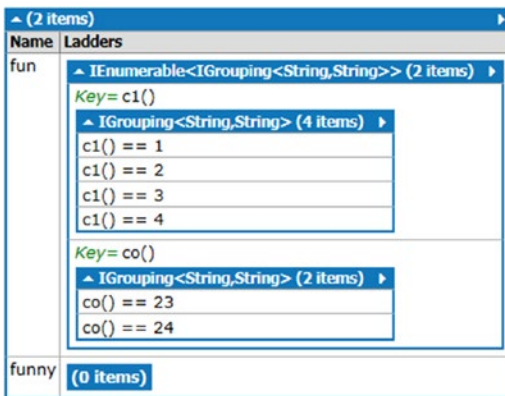 (2 items)
Name Ladders
fun
IEnumerable<IGrouping<String,String>> (2 items)
Key= c1()
IGrouping<String,String> (4 items)
c1() == 1
c1() == 2
c1() == 3
c1() == 4
Key= co()
IGrouping<String,String> (2 items)
co() == 23
co() == 24
funny (0 items)